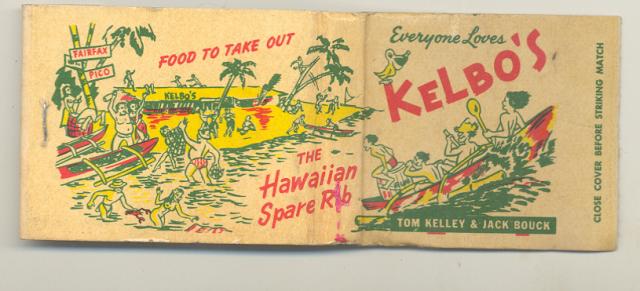 FAIRFAX
PICO
FOOD TO TAKE OUT
KELBO'S
THE
Hawaiian
Spare Rib
Everyone Loves
KELBO'S
TOM KELLEY & JACK BOUCK
CLOSE COVER BEFORE STRIKING MATCH